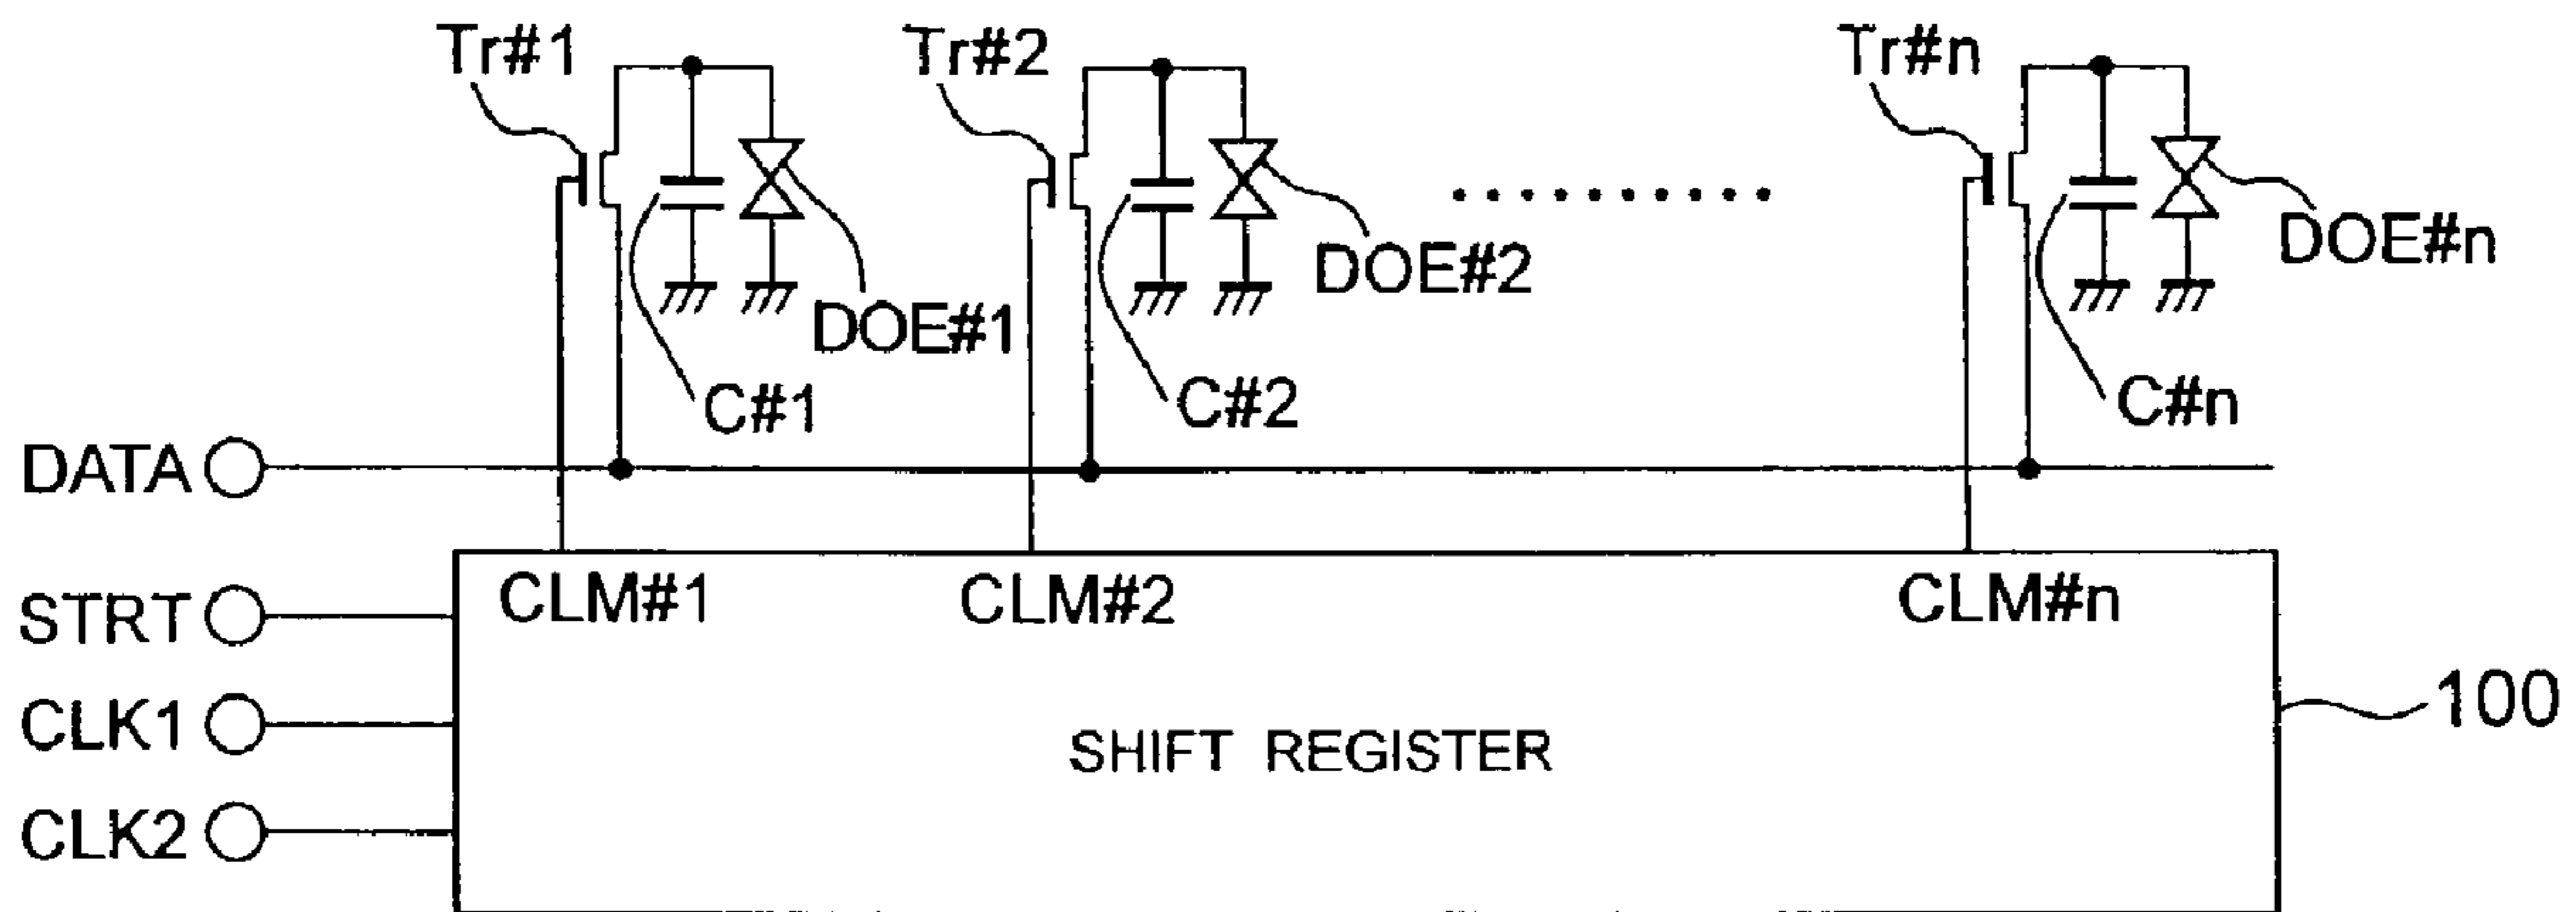 Tr#1
Tr#2
Tr#n
DOE#1
DOE#2
DOE#n
C#1
C#2
C#n
DATA
STRT
CLK1
CLK2
CLM#1
CLM#2
CLM#n
SHIFT REGISTER
100